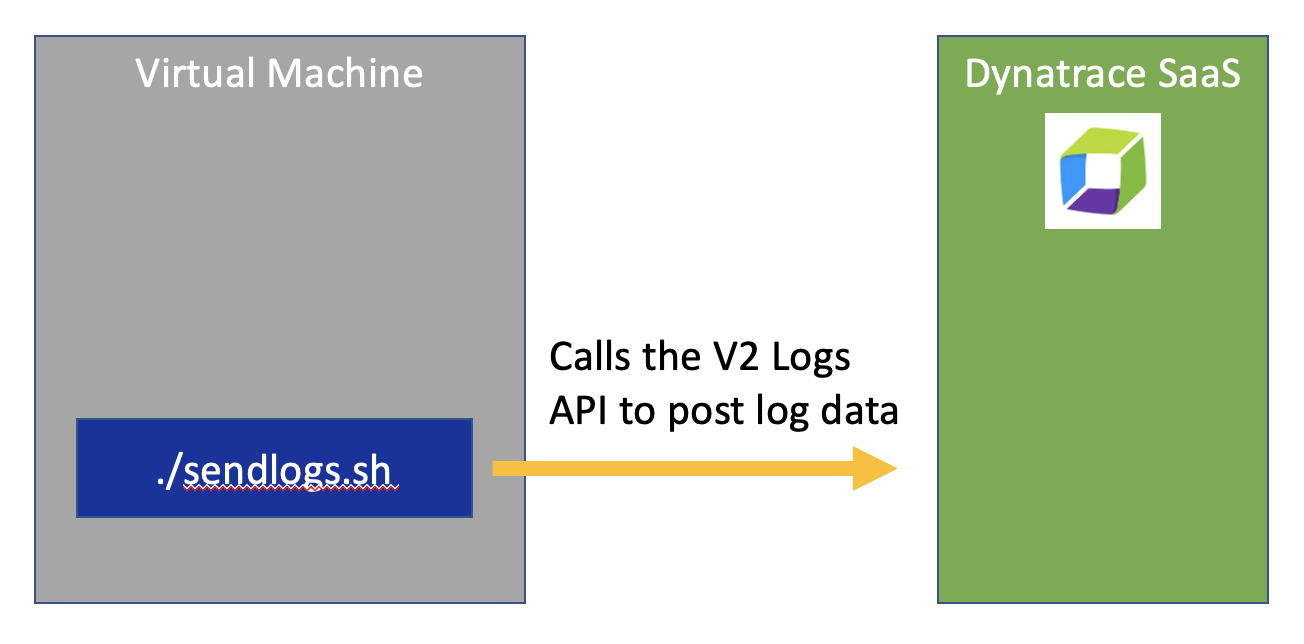 Virtual Machine
Dynatrace SaaS
Calls the V2 Logs
API to post log data
./sendlogs.sh